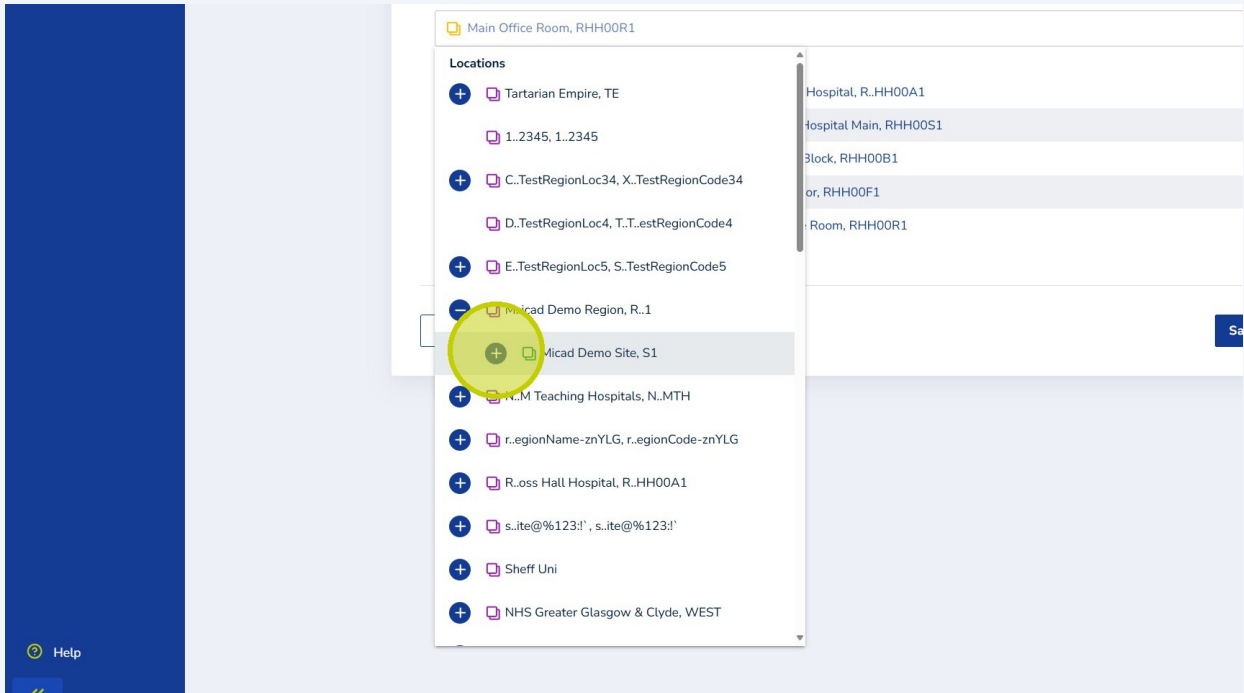 Main Office Room, RHH00R1
Locations
Tartarian Empire, TE
1..2345, 1..2345
C..TestRegionLoc34, X..TestRegionCode34
D..TestRegionLoc4, T..T..estRegionCode4
E..TestRegionLoc5, S..TestRegionCode5
Demo Region, R..1
Micad Demo Site, S1
N..M Teaching Hospitals, N..MTH
r..egionName-znYLG, r..egionCode-znYLG
R..oss Hall Hospital, R..HH00A1
s..ite@%123:!`, s..ite@%123:!`
Sheff Uni
NHS Greater Glasgow & Clyde, WEST
Hospital, R..HH00A1
Hospital Main, RHH00S1
Block, RHH00B1
or, RHH00F1
Room, RHH00R1
Sa
Help